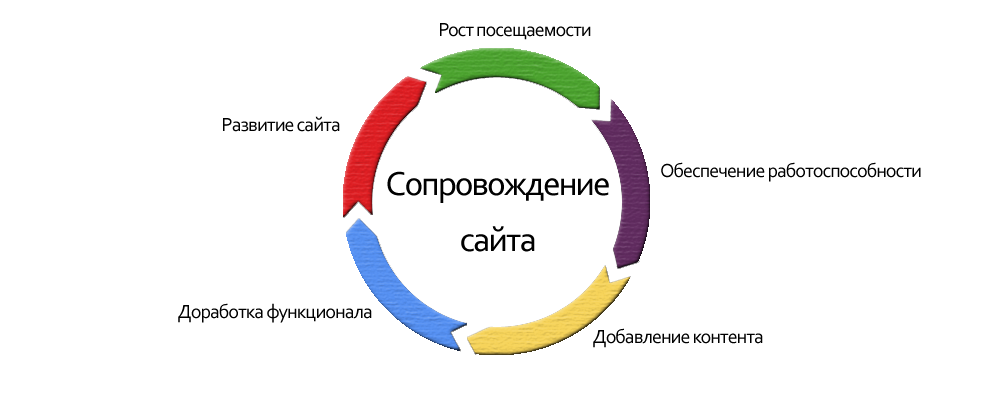 Рост посещаемости
Развитие сайта
Обеспечение работоспособности
Сопровождение
сайта
Доработка функционала
Добавление контента